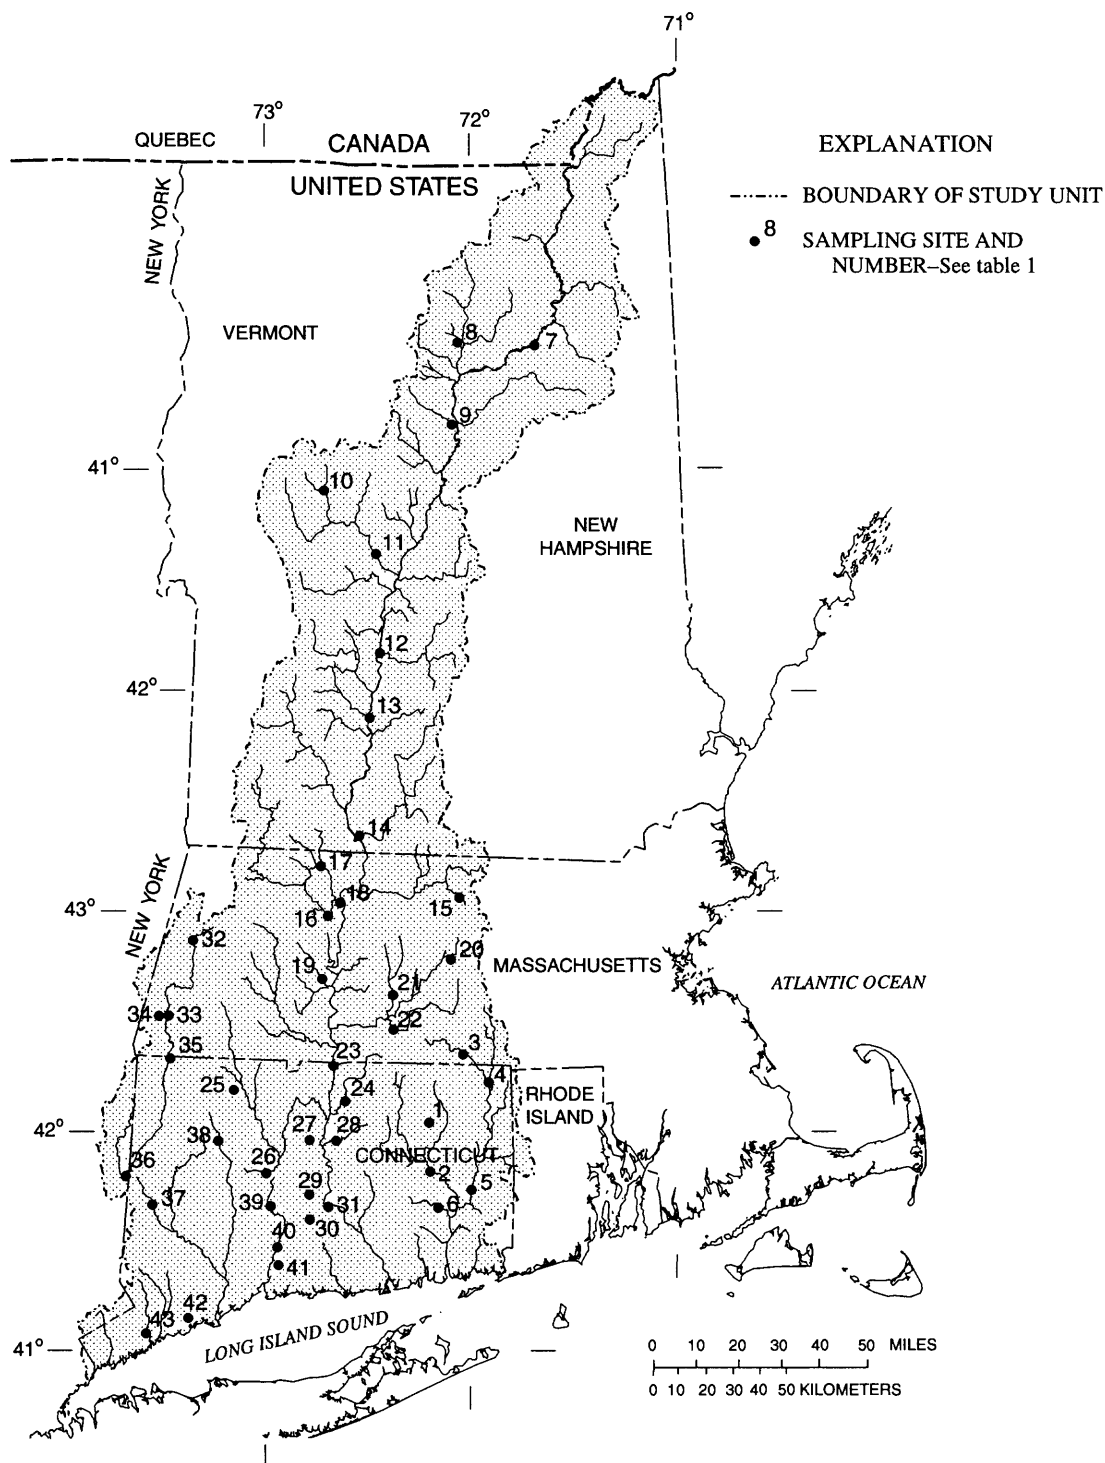 71°
73°
72°
QUEBEC
CANADA
UNITED STATES
NEW YORK
VERMONT
EXPLANATION
BOUNDARY OF STUDY UNIT
8
SAMPLING SITE AND
NUMBER–See table 1
8
7
9
41°
10
11
NEW
HAMPSHIRE
12
42°
13
14
NEW YORK
17
18
15
16
43°
32
20
MASSACHUSETTS
ATLANTIC OCEAN
19
21
34
33
22
35
23
3
4
25
24
RHODE
ISLAND
1
42°
38
27
28
CONNECTICUT
36
26
2
5
37
29
39
31
6
30
40
41
42
43
41°
LONG ISLAND SOUND
0 10 20 30 40 50 MILES
0 10 20 30 40 50 KILOMETERS